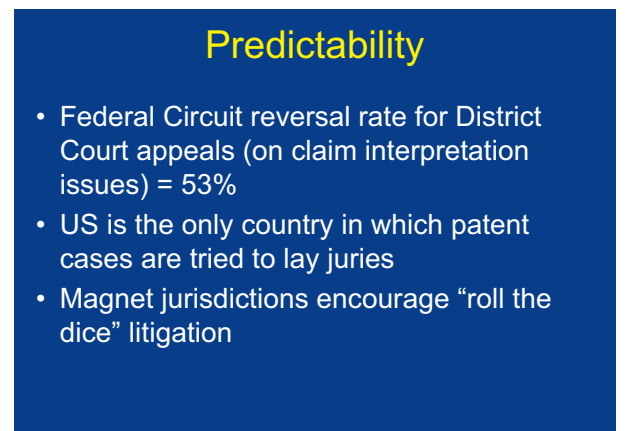 Predictability
• Federal Circuit reversal rate for District
Court appeals (on claim interpretation
issues) = 53%
• US is the only country in which patent
cases are tried to lay juries
• Magnet jurisdictions encourage “roll the
dice” litigation